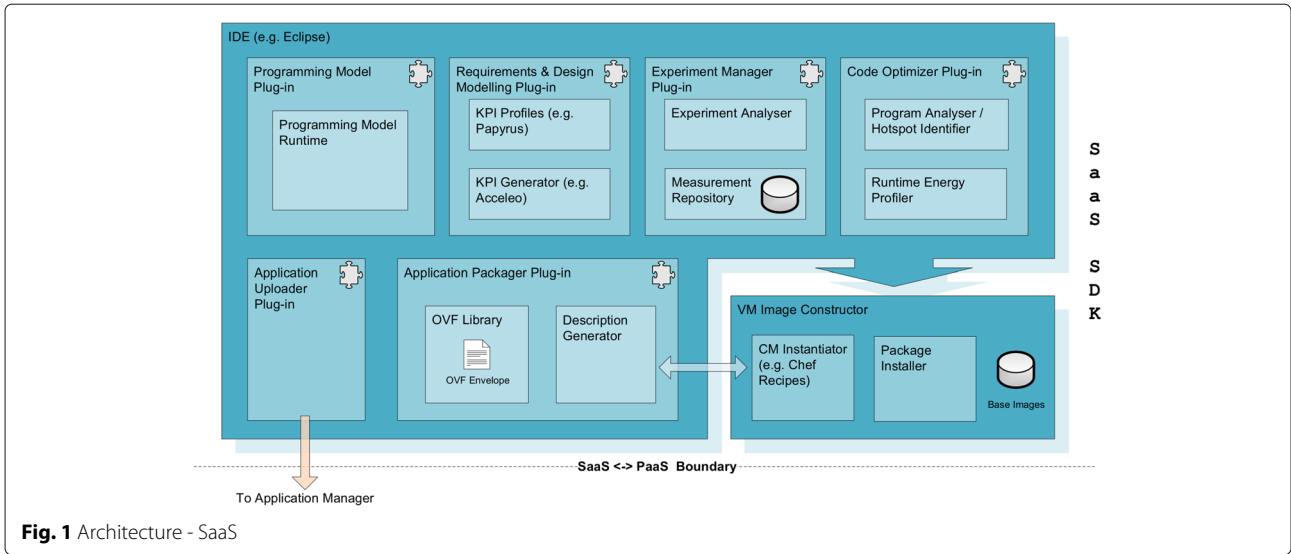 IDE (e.g. Eclipse)
Programming Model
Plug-in
Programming Model
Runtime
Requirements & Design
Modelling Plug-in
KPI Profiles (e.g.
Papyrus)
KPI Generator (e.g.
Acceleo)
Experiment Manager
Plug-in
Experiment Analyser
Measurement
Repository
Code Optimizer Plug-in
Program Analyser /
Hotspot Identifier
Runtime Energy
Profiler
SaaS SDK
Application
Uploader
Plug-in
Application Packager Plug-in
OVF Library
OVF Envelope
Description
Generator
VM Image Constructor
CM Instantiator
(e.g. Chef
Recipes)
Package
Installer
Base Images
SaaS <-> PaaS Boundary
To Application Manager
Fig. 1 Architecture - SaaS